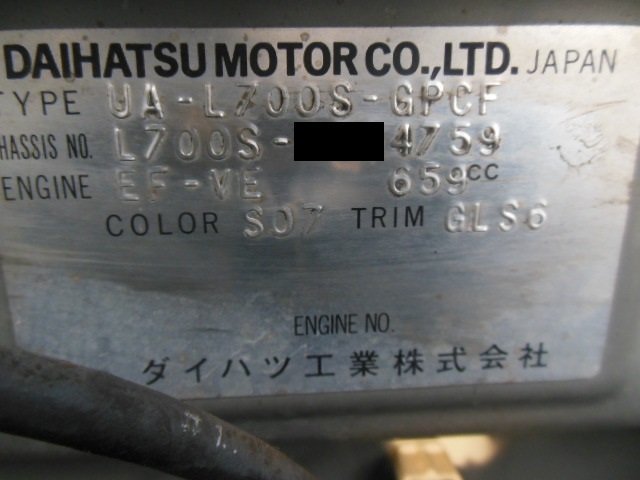 DAIHATSU MOTOR CO.,LTD. JAPAN
TYPE UA-L700S-GPCF
CHASSIS NO. L700S- 4759
ENGINE EF-VE 659CC
COLOR S07 TRIM GLS6
ENGINE NO.
ダイハツ工業株式会社